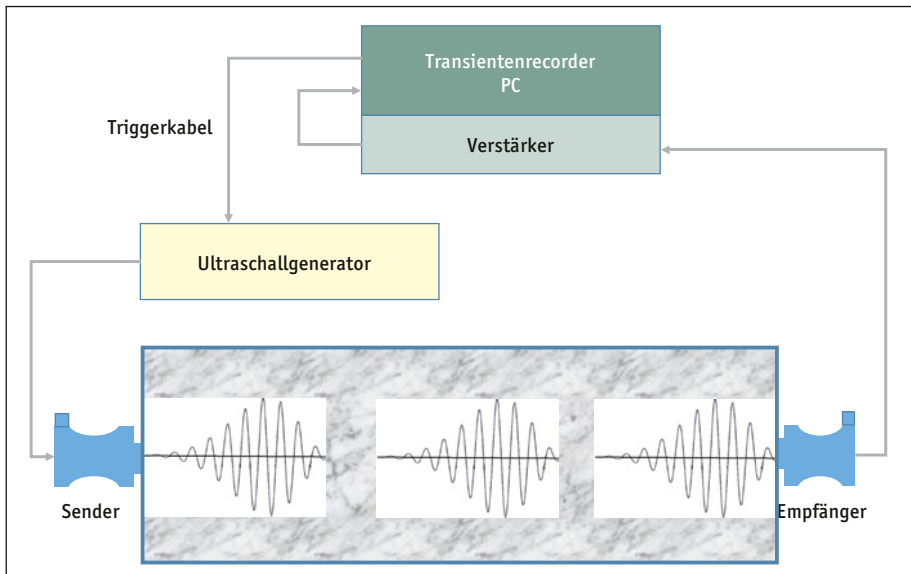 Transientenrecorder
PC
Triggerkabel
Verstärker
Ultraschallgenerator
Sender
Empfänger